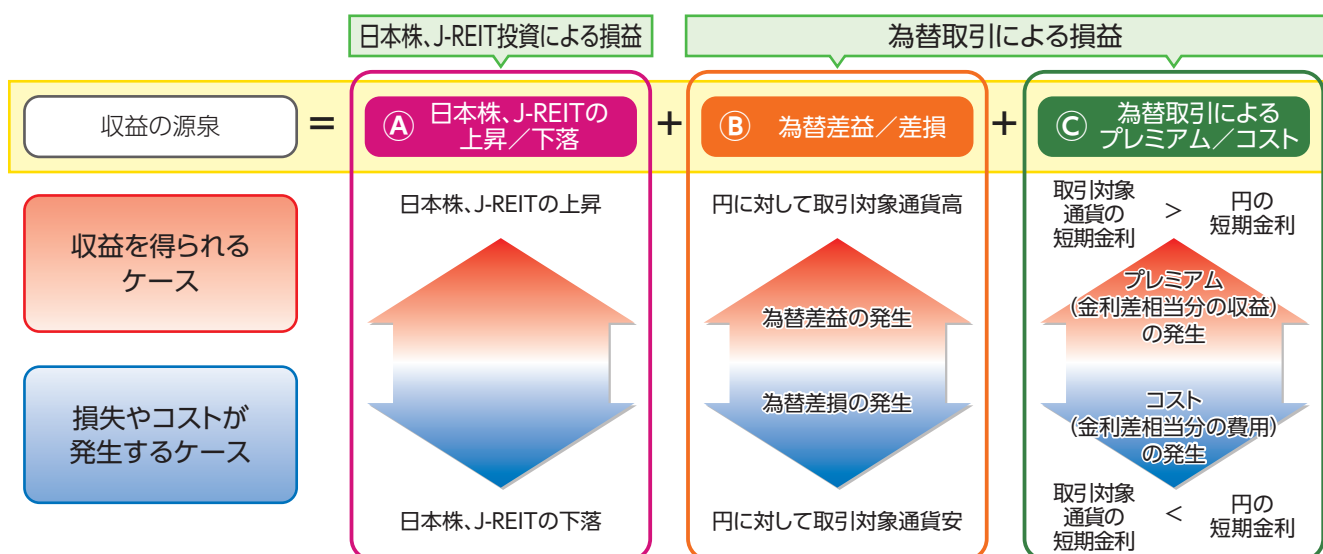 日本株、J-REIT投資による損益
為替取引による損益
収益の源泉
=
Ⓐ
日本株、J-REITの
上昇／下落
+
Ⓑ
為替差益／差損
+
Ⓒ
為替取引による
プレミアム／コスト
収益を得られる
ケース
日本株、J-REITの上昇
円に対して取引対象通貨高
為替差益の発生
取引対象
通貨の
短期金利
＞
円の
短期金利
プレミアム
（金利差相当分の収益）
の発生
損失やコストが
発生するケース
日本株、J-REITの下落
為替差損の発生
円に対して取引対象通貨安
コスト
（金利差相当分の費用）
の発生
取引対象
通貨の
短期金利
＜
円の
短期金利